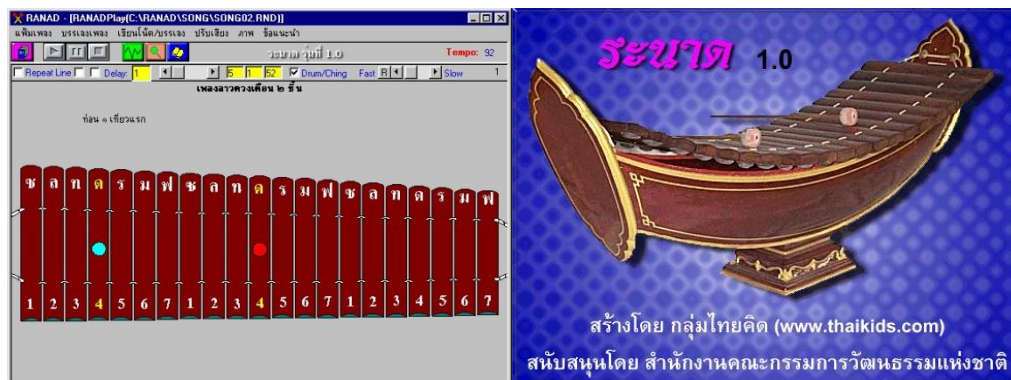 RANAD - [RANADPlay(C:\RANAD\SONG\SONG02.RND)]
แฟ้มเพลง บรรเลงเพลง เขียนโน้ต/บรรเลง ปรับเสียง ภาพ ข้อแนะนำ
ระนาด รุ่นที่ 1.0 Tempo: 92
Repeat Line Delay: 1 5 1 52 Drum/Ching Fast R Slow 1
เพลงลาวดวงเดือน ๒ ชั้น
ท่อน ๑ เที่ยวแรก
ซ ล ท ด ร ม ฟ ซ ล ท ด ร ม ฟ ซ ล ท ด ร ม ฟ
1 2 3 4 5 6 7 1 2 3 4 5 6 7 1 2 3 4 5 6 7
ระนาด 1.0
สร้างโดย กลุ่มไทยคิด (www.thaikids.com)
สนับสนุนโดย สำนักงานคณะกรรมการวัฒนธรรมแห่งชาติ